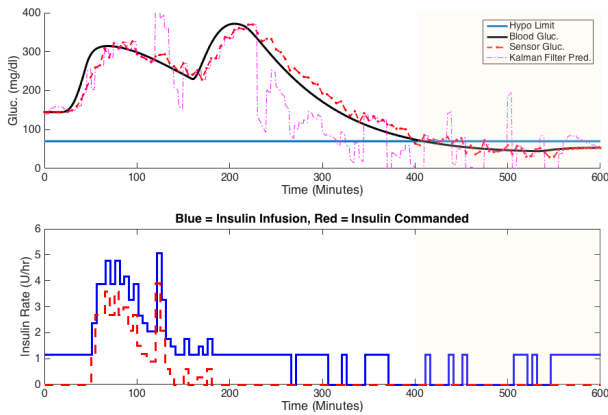 400
300
200
100
0
Gluc. (mg/dl)
Hypo Limit
Blood Gluc.
Sensor Gluc.
Kalman Filter Pred.
0 100 200 300 400 500 600
Time (Minutes)
Blue = Insulin Infusion, Red = Insulin Commanded
6
5
4
3
2
1
0
Insulin Rate (U/hr)
0 100 200 300 400 500 600
Time (Minutes)